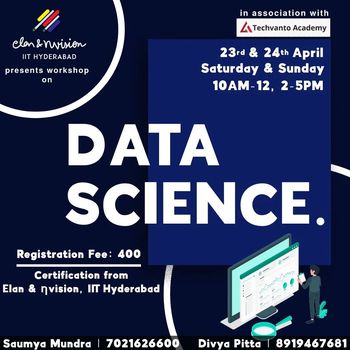 elan & ηvision
IIT HYDERABAD
presents workshop
on
in association with
Techvanto Academy
23rd & 24th April
Saturday & Sunday
10AM-12, 2-5PM
DATA
SCIENCE.
Registration Fee: 400
Certification from
Elan & ηvision, IIT Hyderabad
Saumya Mundra | 7021626600
Divya Pitta | 8919467681